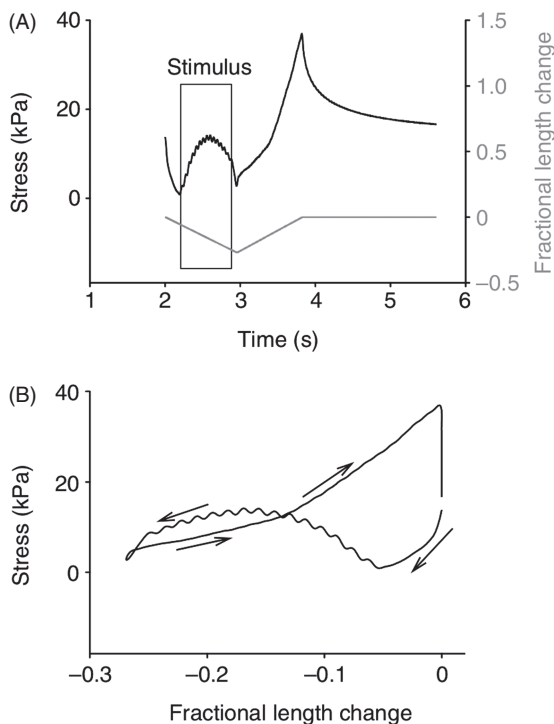 (A)
40
20
0
Stress (kPa)
Stimulus
1.5
1.0
0.5
0
−0.5
Fractional length change
1
2
3
4
5
6
Time (s)
(B)
40
20
0
Stress (kPa)
−0.3
−0.2
−0.1
0
Fractional length change